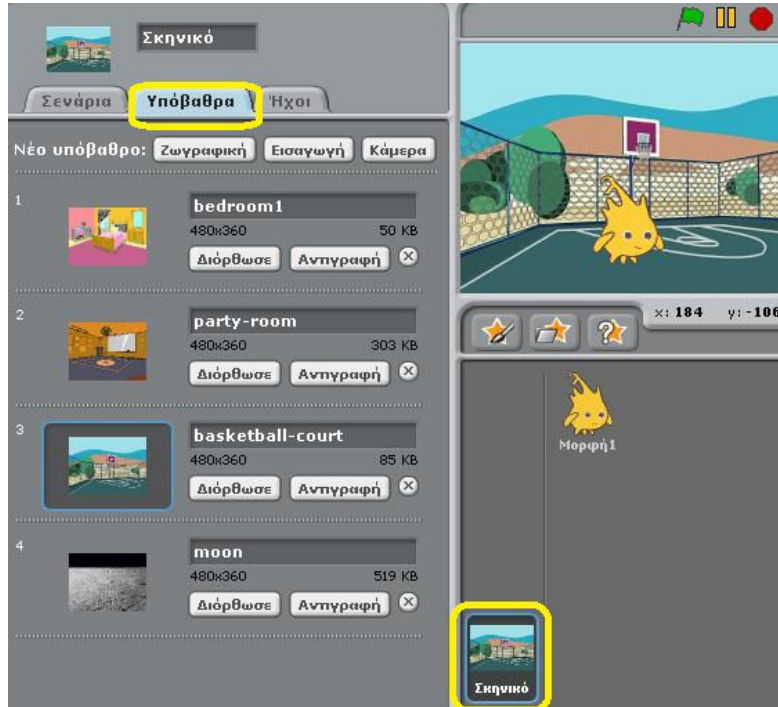 Σκηνικό
Σενάρια Υπόβαθρα Ήχοι
Νέο υπόβαθρο: Ζωγραφική Εισαγωγή Κάμερα
1
bedroom1
480x360 50 KB
Διόρθωσε Αντιγραφή
2
party-room
480x360 303 KB
Διόρθωσε Αντιγραφή
3
basketball-court
480x360 85 KB
Διόρθωσε Αντιγραφή
4
moon
480x360 519 KB
Διόρθωσε Αντιγραφή
x: 184 y: -106
Μορφή1
Σκηνικό